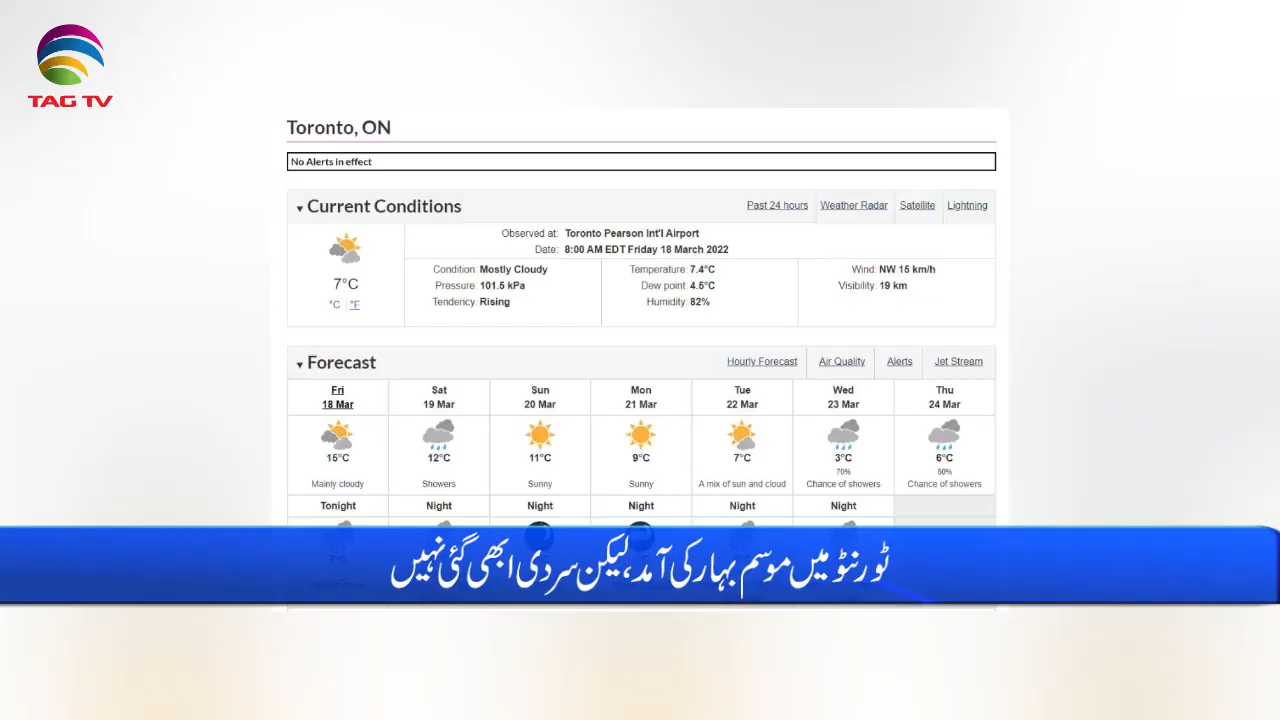 TAG TV
Toronto, ON
No Alerts in effect
Current Conditions
Past 24 hours
Weather Radar
Satellite
Lightning
7°C
°C | °F
Observed at: Toronto Pearson Int'l Airport
Date: 8:00 AM EDT Friday 18 March 2022
Condition: Mostly Cloudy
Pressure: 101.5 kPa
Tendency: Rising
Temperature: 7.4°C
Dew point: 4.5°C
Humidity: 82%
Wind: NW 15 km/h
Visibility: 19 km
Forecast
Hourly Forecast
Air Quality
Alerts
Jet Stream
Fri Sat Sun Mon Tue Wed Thu
18 Mar 19 Mar 20 Mar 21 Mar 22 Mar 23 Mar 24 Mar
15°C 12°C 11°C 9°C 7°C 3°C 6°C
70% 60%
Mainly cloudy Showers Sunny Sunny A mix of sun and cloud Chance of showers Chance of showers
Tonight Night Night Night Night Night
ٹورنٹو میں موسم بہار کی آمد، لیکن سردی ابھی گئی نہیں